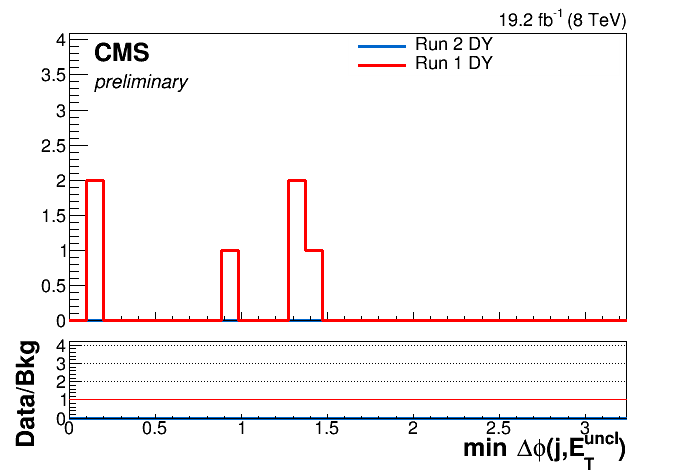 19.2 fb⁻¹ (8 TeV)
CMS
preliminary
Run 2 DY
Run 1 DY
4
3.5
3
2.5
2
1.5
1
0.5
0
Data/Bkg
4
3
2
1
0
0 0.5 1 1.5 2 2.5 3
min Δϕ(j,E_T^uncl)